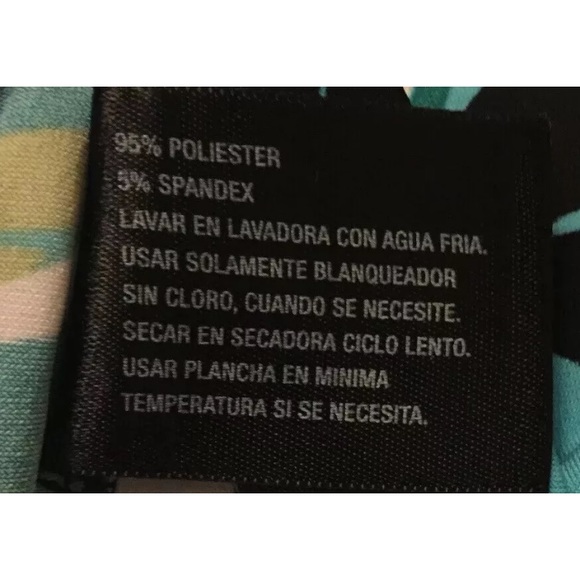 95% POLIESTER
5% SPANDEX
LAVAR EN LAVADORA CON AGUA FRIA.
USAR SOLAMENTE BLANQUEADOR
SIN CLORO, CUANDO SE NECESITE.
SECAR EN SECADORA CICLO LENTO.
USAR PLANCHA EN MINIMA
TEMPERATURA SI SE NECESITA.